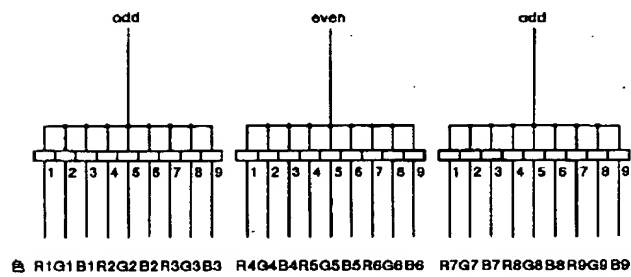 odd even odd
1 2 3 4 5 6 7 8 9 1 2 3 4 5 6 7 8 9 1 2 3 4 5 6 7 8 9
色 R1G1B1R2G2B2R3G3B3 R4G4B4R5G5B5R6G6B6 R7G7B7R8G8B8R9G9B9